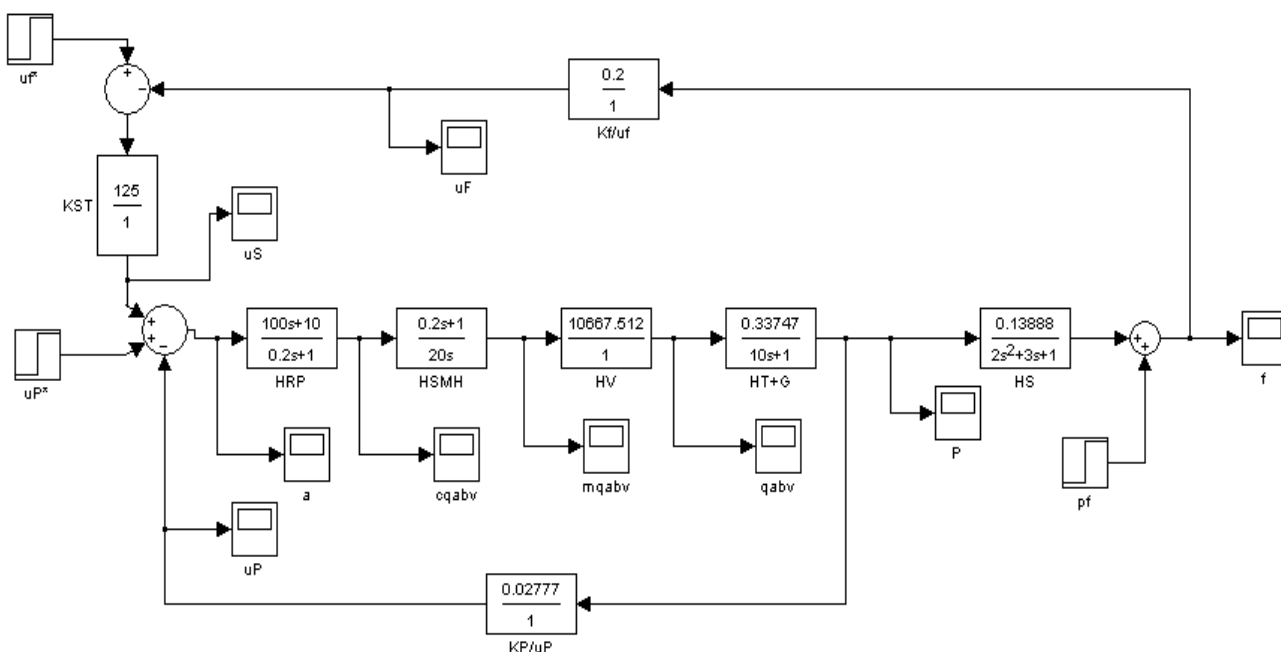 uf*
+
-
0.2
1
Kf/uf
uF
KST
125
1
uS
+
+
-
uP*
100s+10
0.2s+1
HRP
0.2s+1
20s
HSMH
10667.512
1
HV
0.33747
10s+1
HT+G
0.13888
2s²+3s+1
HS
+
+
f
a
cqabv
mqabv
qabv
P
pf
uP
0.02777
1
KP/uP